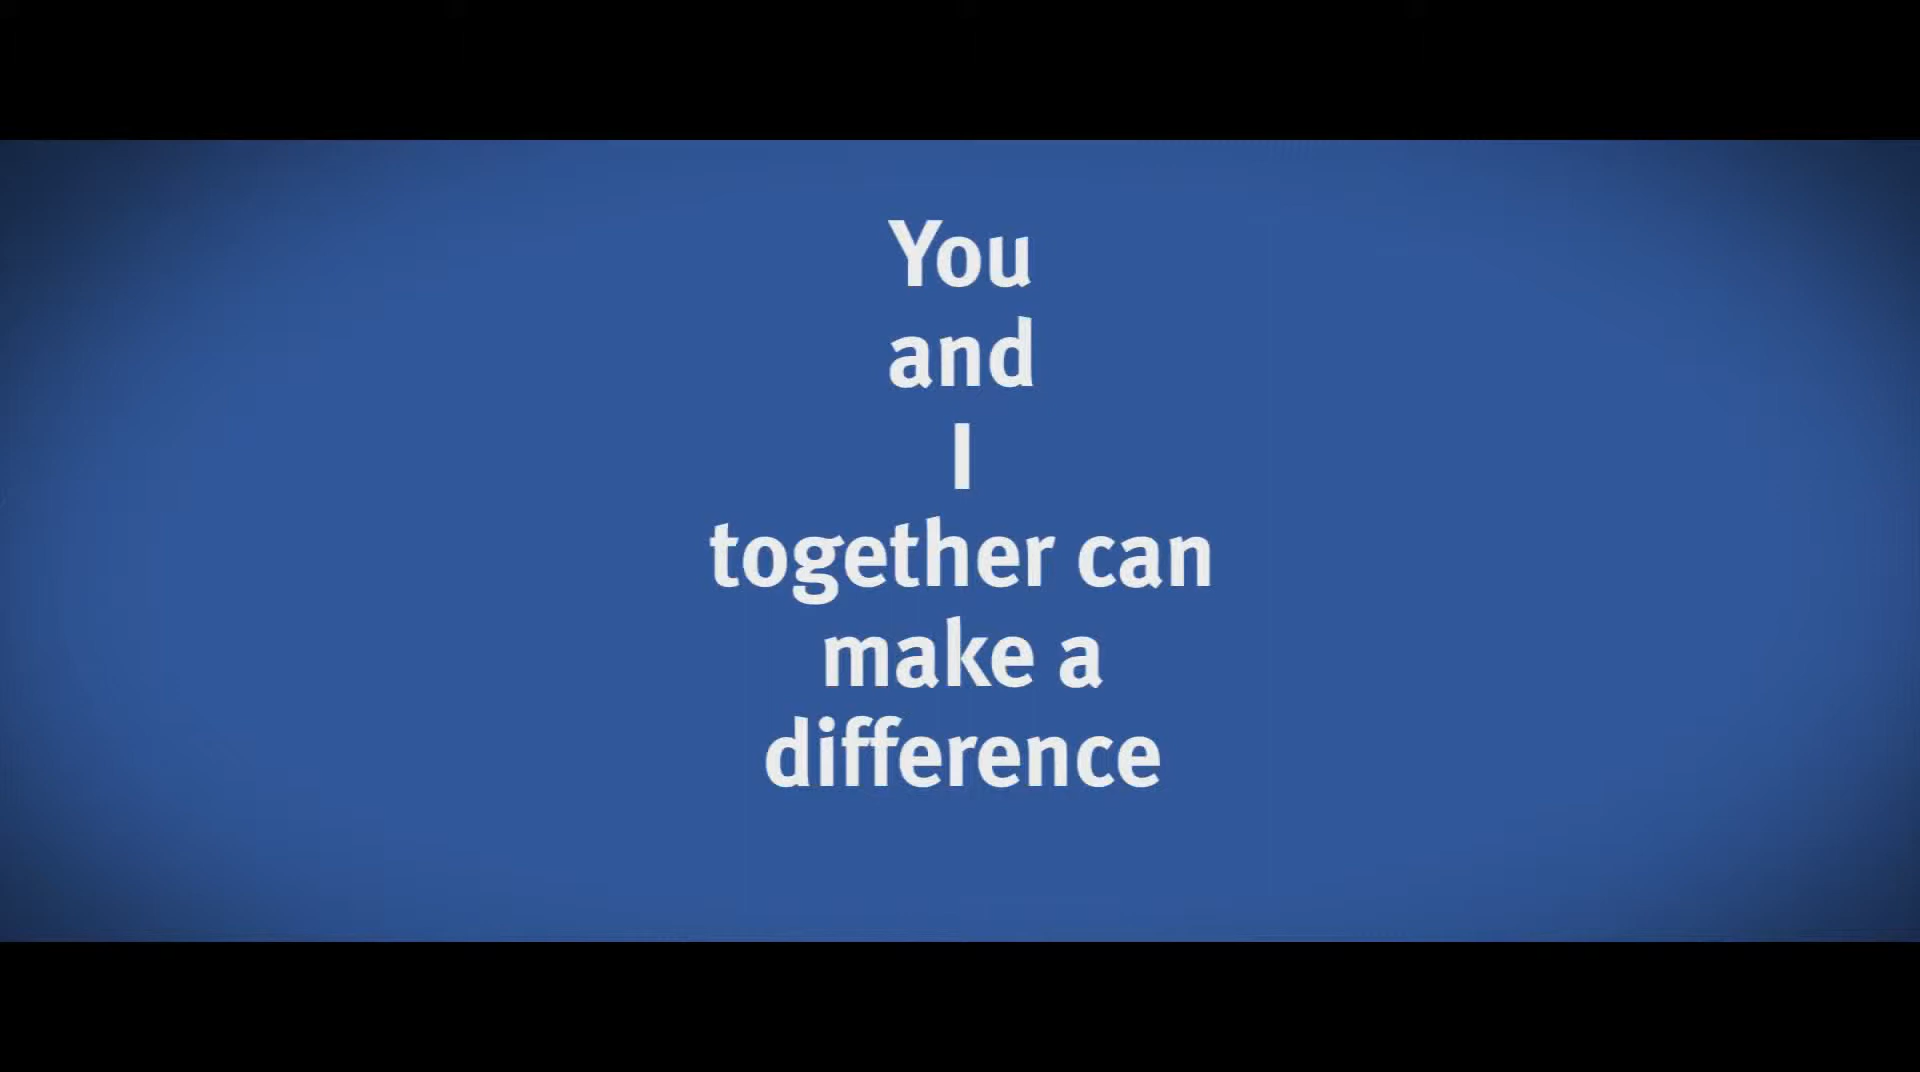 You
and
I
together can
make a
difference